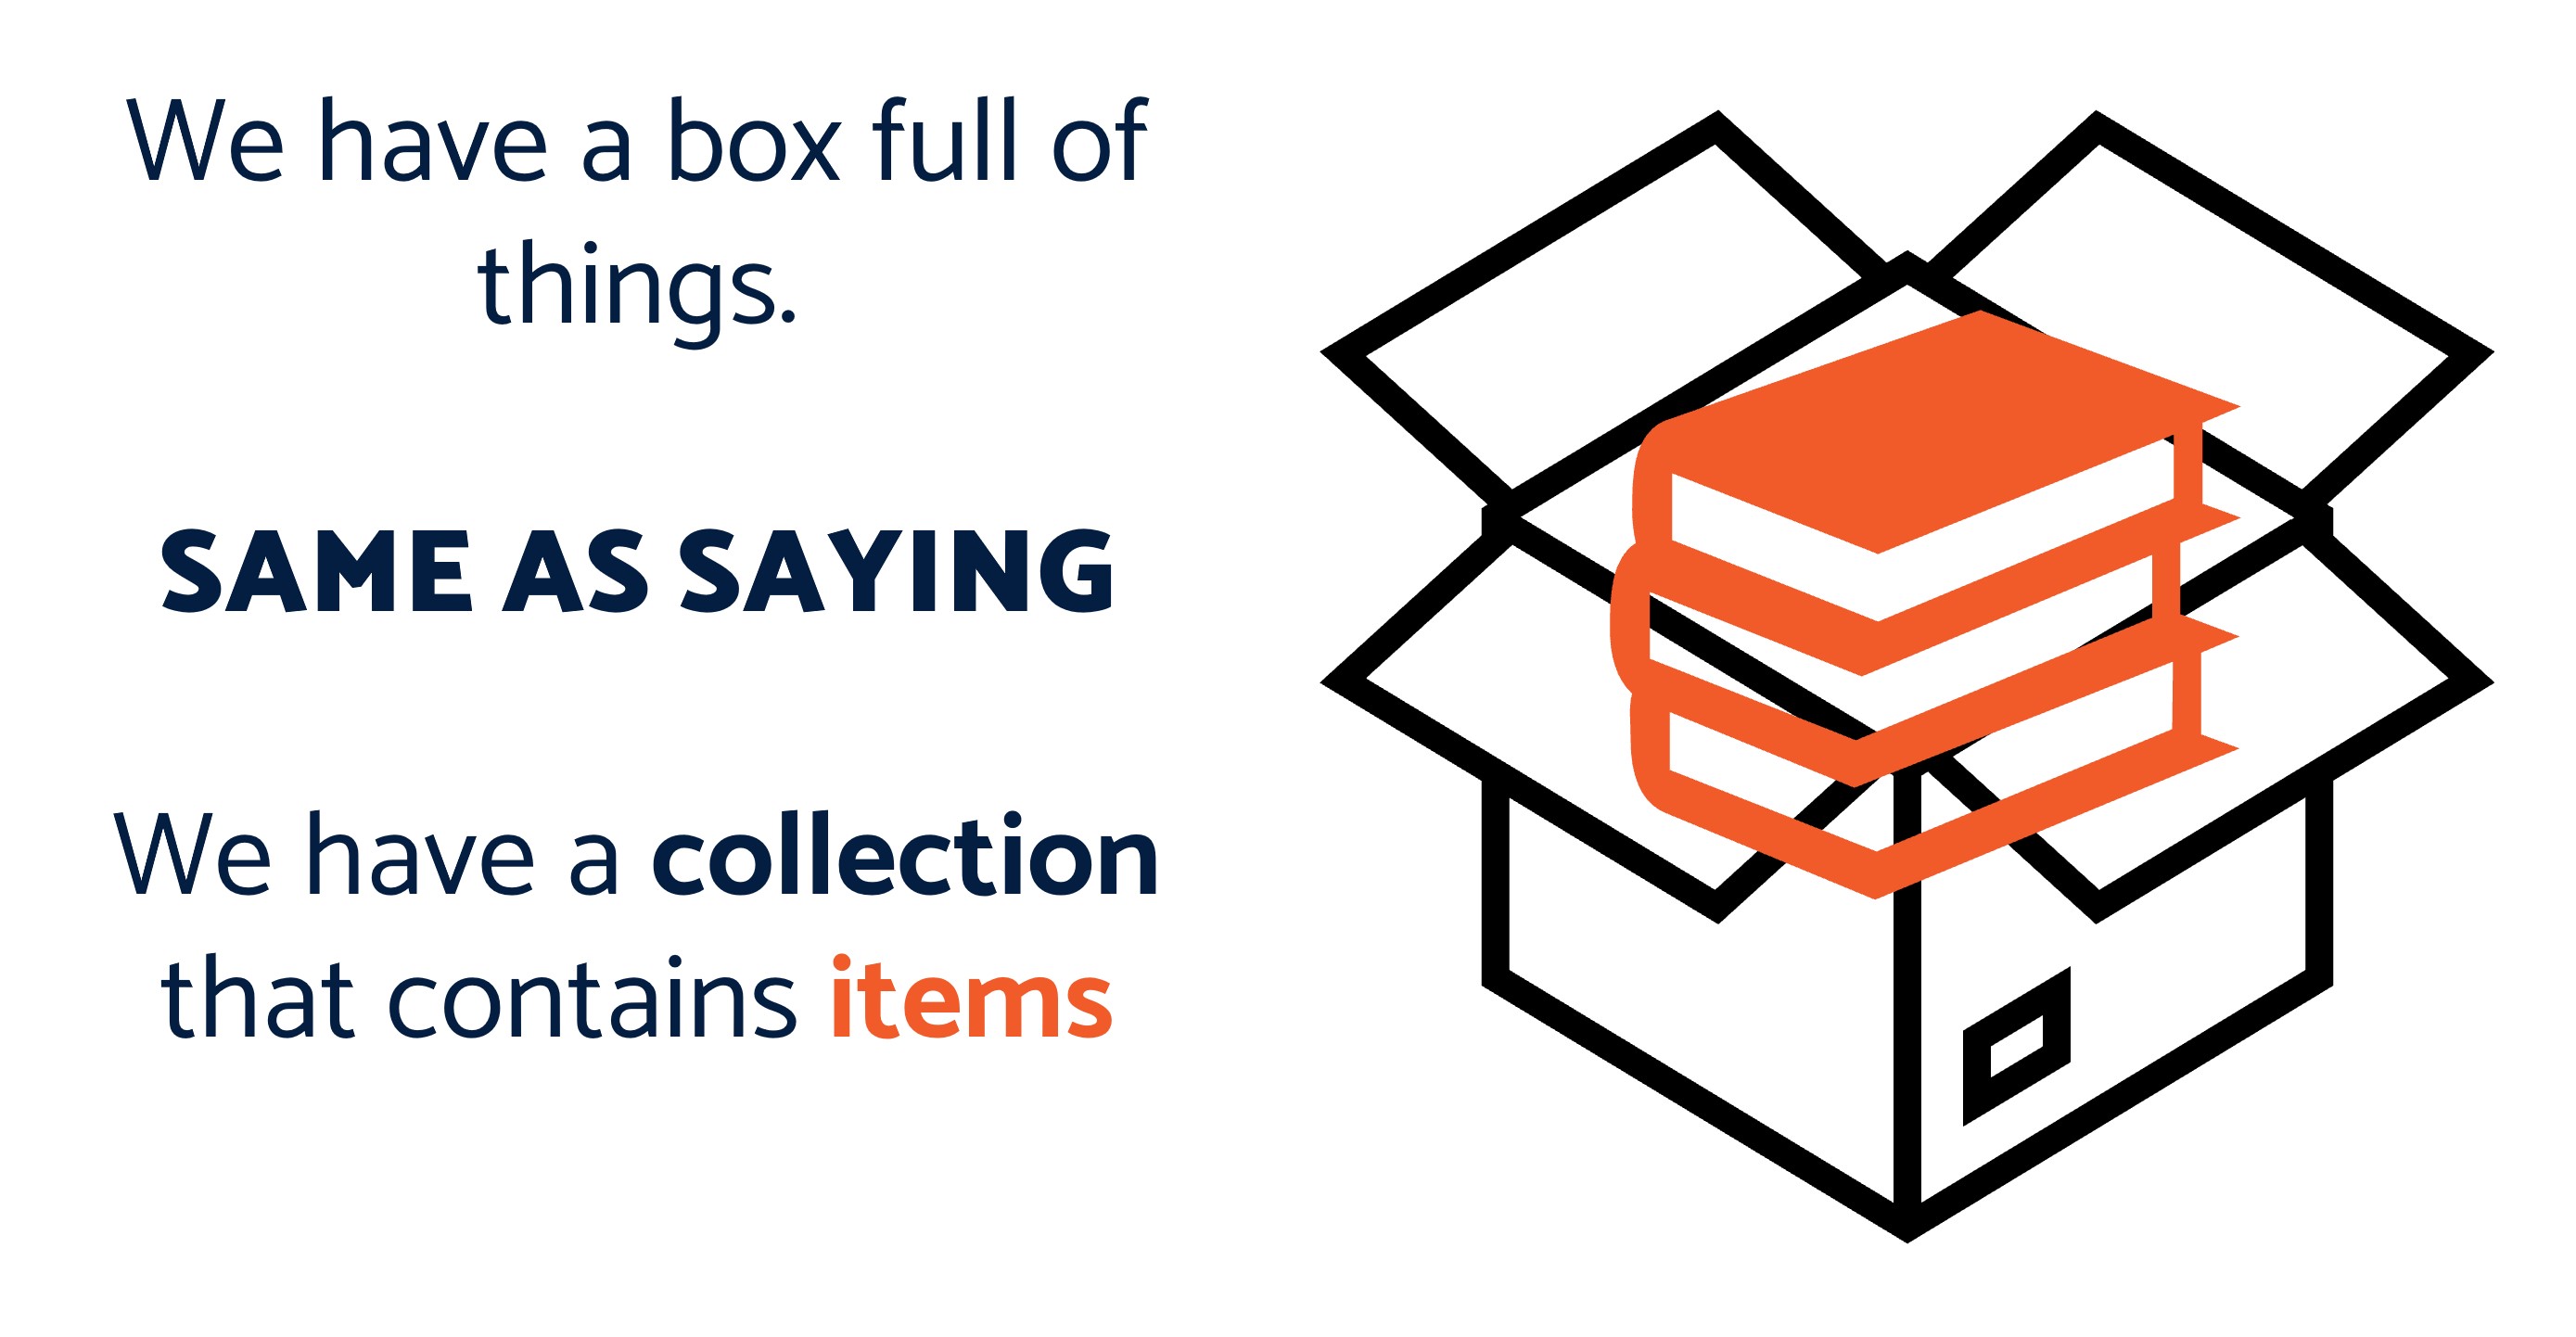 We have a box full of
things.
SAME AS SAYING
We have a collection
that contains items